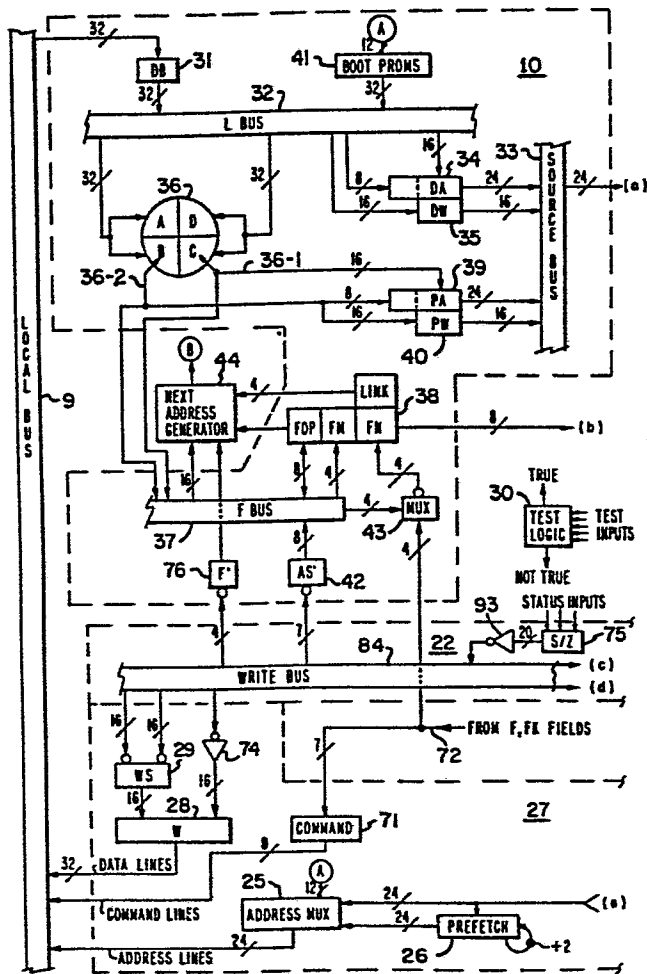 32
A
12
DB
31
41
BOOT PROMS
10
32
32
32
L BUS
16
34
33
32
36
32
8
DA
24
24
(a)
16
DW
16
35
SOURCE BUS
A
D
B
C
36-1
16
39
36-2
8
PA
24
16
PW
16
40
B
44
LOCAL BUS
9
NEXT
ADDRESS
GENERATOR
4
LINK
38
FOP
FM
FN
8
(b)
16
8
4
4
TRUE
F BUS
4
MUX
30
TEST
LOGIC
TEST
INPUTS
37
43
8
4
76
F'
AS'
42
NOT TRUE
STATUS INPUTS
93
4
7
22
20
S/Z
75
84
WRITE BUS
(c)
(d)
16
16
74
FROM F,FK FIELDS
29
7
72
WS
16
28
16
27
W
COMMAND
71
32
DATA LINES
8
A
25
12
24
(a)
COMMAND LINES
ADDRESS MUX
24
PREFETCH
ADDRESS LINES
24
26
+2